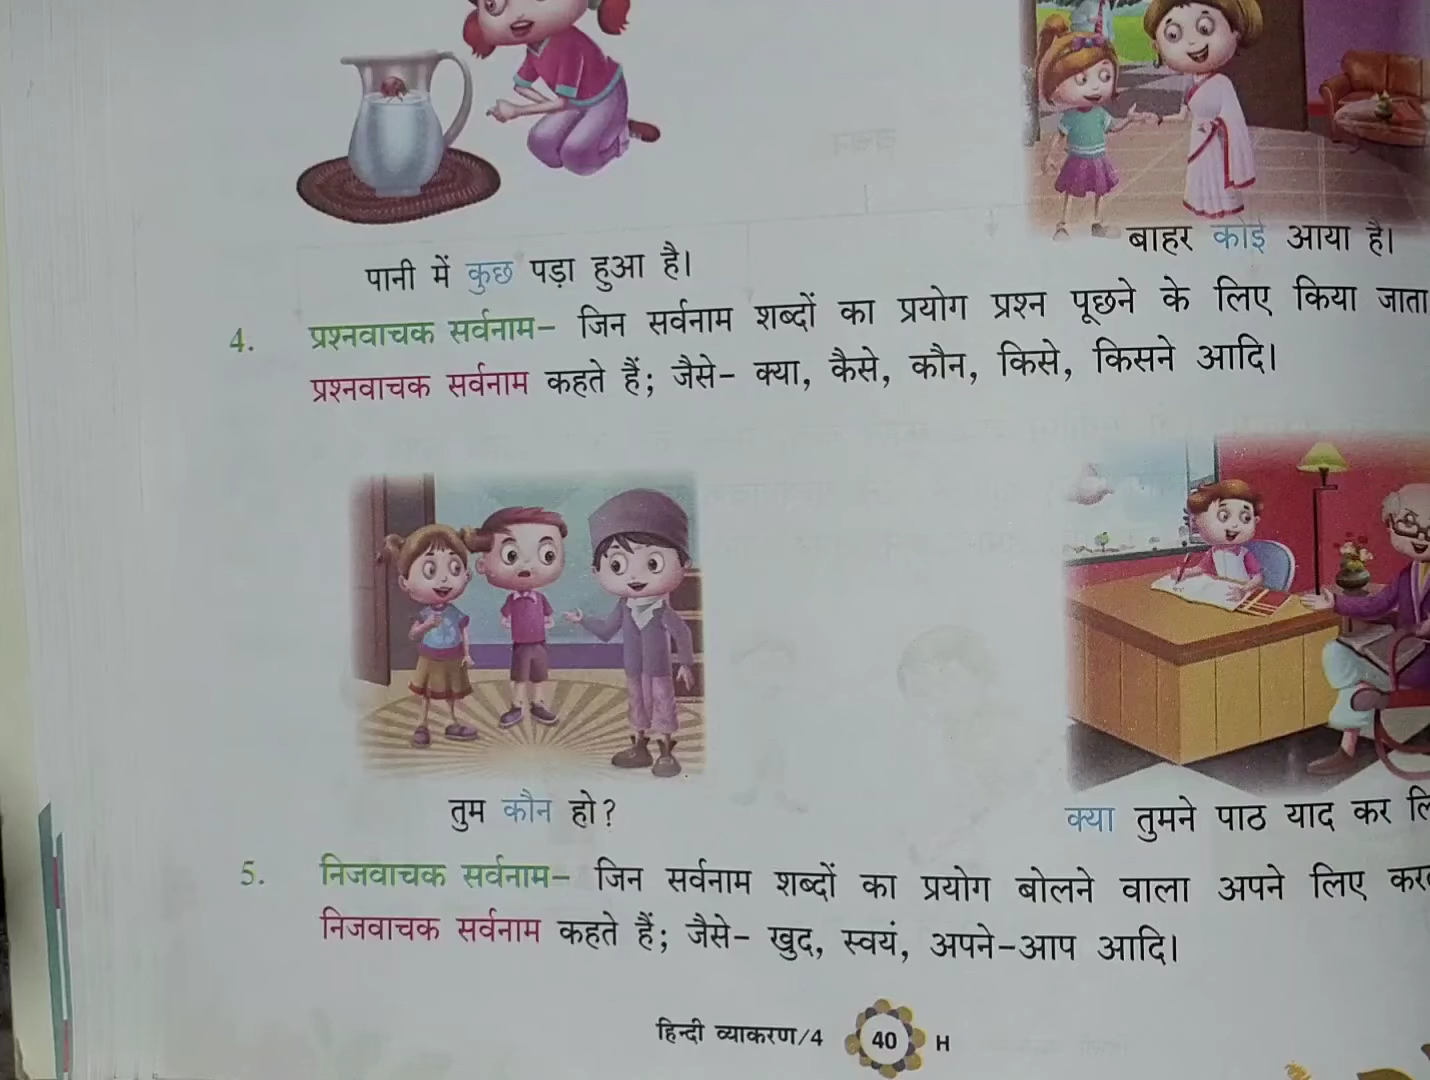 पानी में कुछ पड़ा हुआ है।
बाहर कोई आया है।
4. प्रश्नवाचक सर्वनाम– जिन सर्वनाम शब्दों का प्रयोग प्रश्न पूछने के लिए किया जाता
प्रश्नवाचक सर्वनाम कहते हैं; जैसे– क्या, कैसे, कौन, किसे, किसने आदि।
तुम कौन हो?
क्या तुमने पाठ याद कर
5. निजवाचक सर्वनाम– जिन सर्वनाम शब्दों का प्रयोग बोलने वाला अपने लिए
निजवाचक सर्वनाम कहते हैं; जैसे– खुद, स्वयं, अपने–आप आदि।
हिन्दी व्याकरण/4 40 H